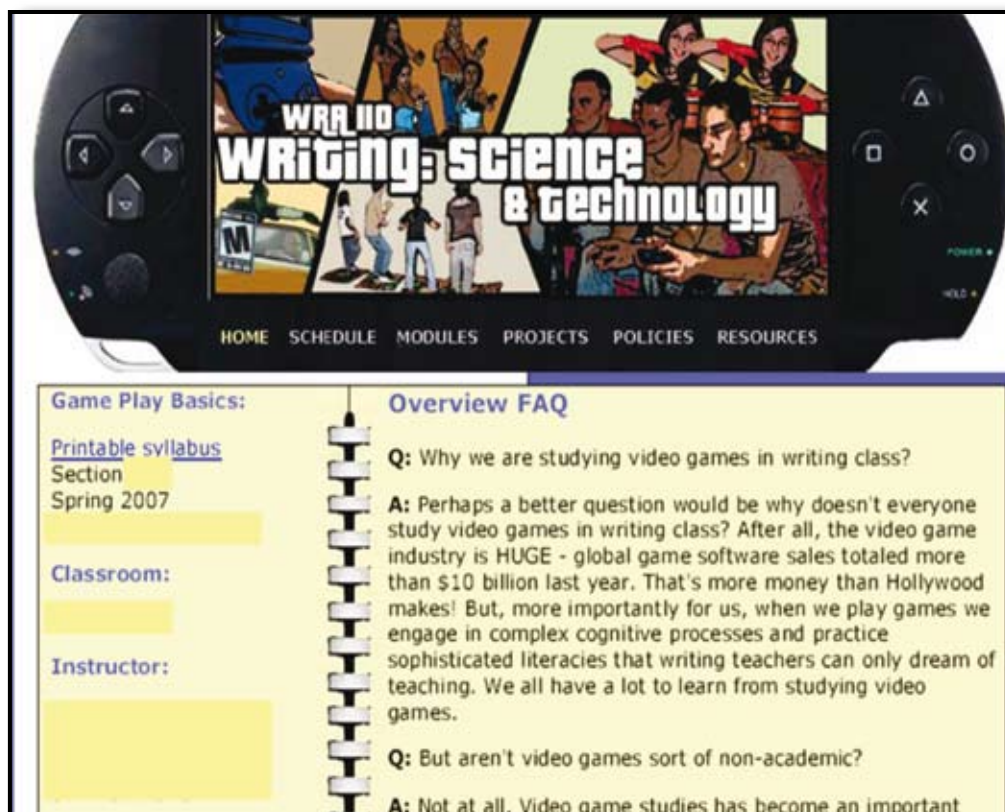 WRA 110
WRiting: SCiENCE
& tECHNOLOGY
M
POWER
HOLD
HOME SCHEDULE MODULES PROJECTS POLICIES RESOURCES
Game Play Basics:
Printable syllabus
Section
Spring 2007
Classroom:
Instructor:
Overview FAQ
Q: Why we are studying video games in writing class?
A: Perhaps a better question would be why doesn't everyone
study video games in writing class? After all, the video game
industry is HUGE - global game software sales totaled more
than $10 billion last year. That's more money than Hollywood
makes! But, more importantly for us, when we play games we
engage in complex cognitive processes and practice
sophisticated literacies that writing teachers can only dream of
teaching. We all have a lot to learn from studying video
games.
Q: But aren't video games sort of non-academic?
A: Not at all. Video game studies has become an important